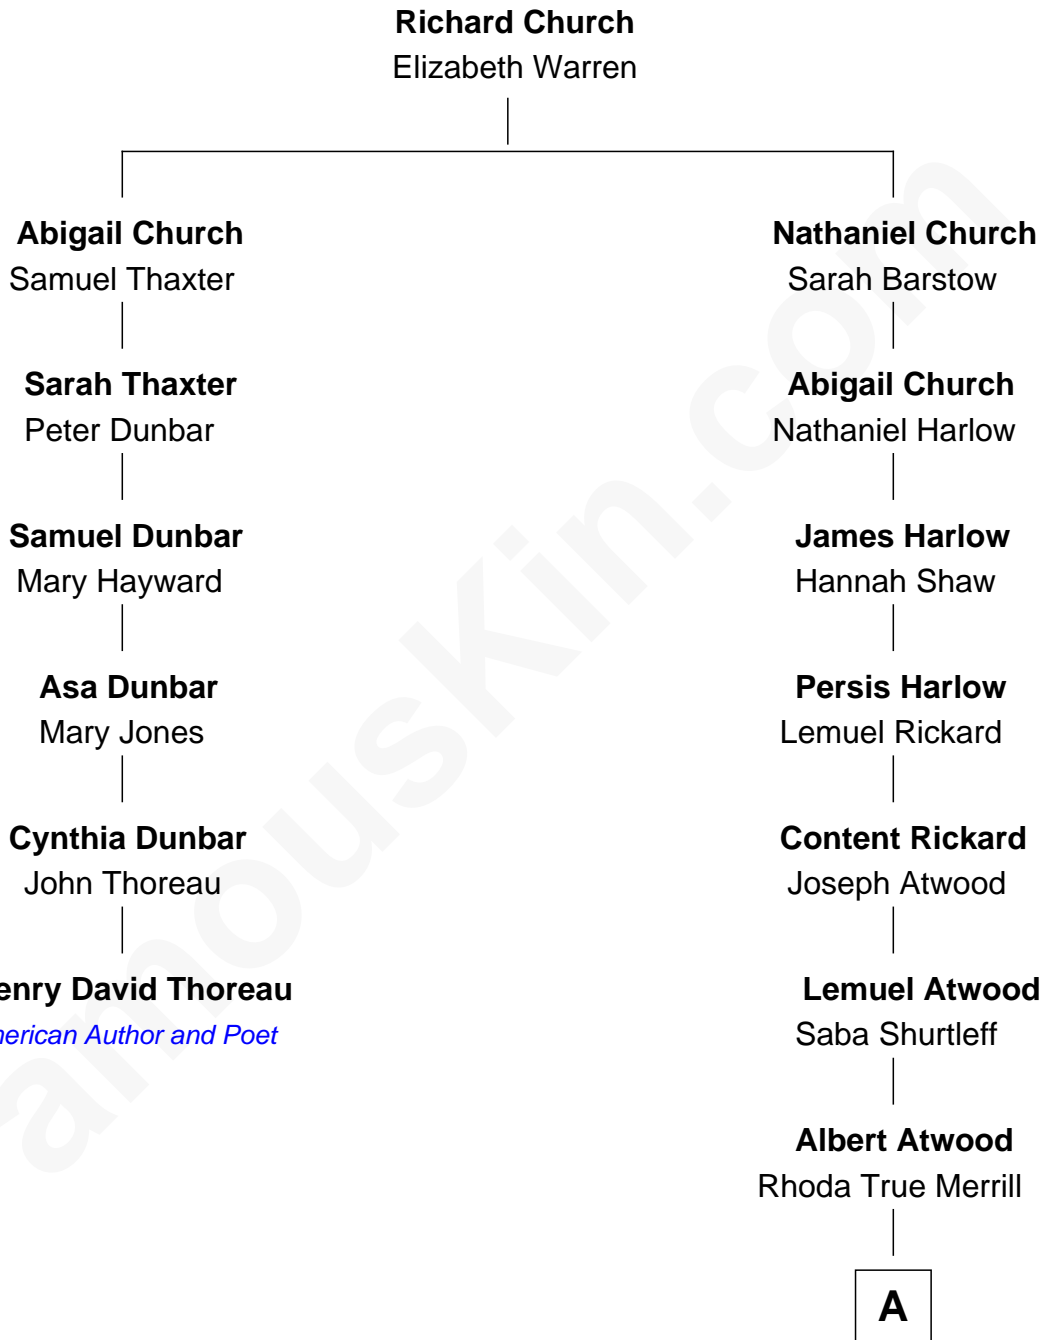 Richard Church
Elizabeth Warren
Abigail Church
Samuel Thaxter
Sarah Thaxter
Peter Dunbar
Samuel Dunbar
Mary Hayward
Asa Dunbar
Mary Jones
Cynthia Dunbar
John Thoreau
enry David Thoreau
merican Author and Poet
Nathaniel Church
Sarah Barstow
Abigail Church
Nathaniel Harlow
James Harlow
Hannah Shaw
Persis Harlow
Lemuel Rickard
Content Rickard
Joseph Atwood
Lemuel Atwood
Saba Shurtleff
Albert Atwood
Rhoda True Merrill
A
amousKin.com